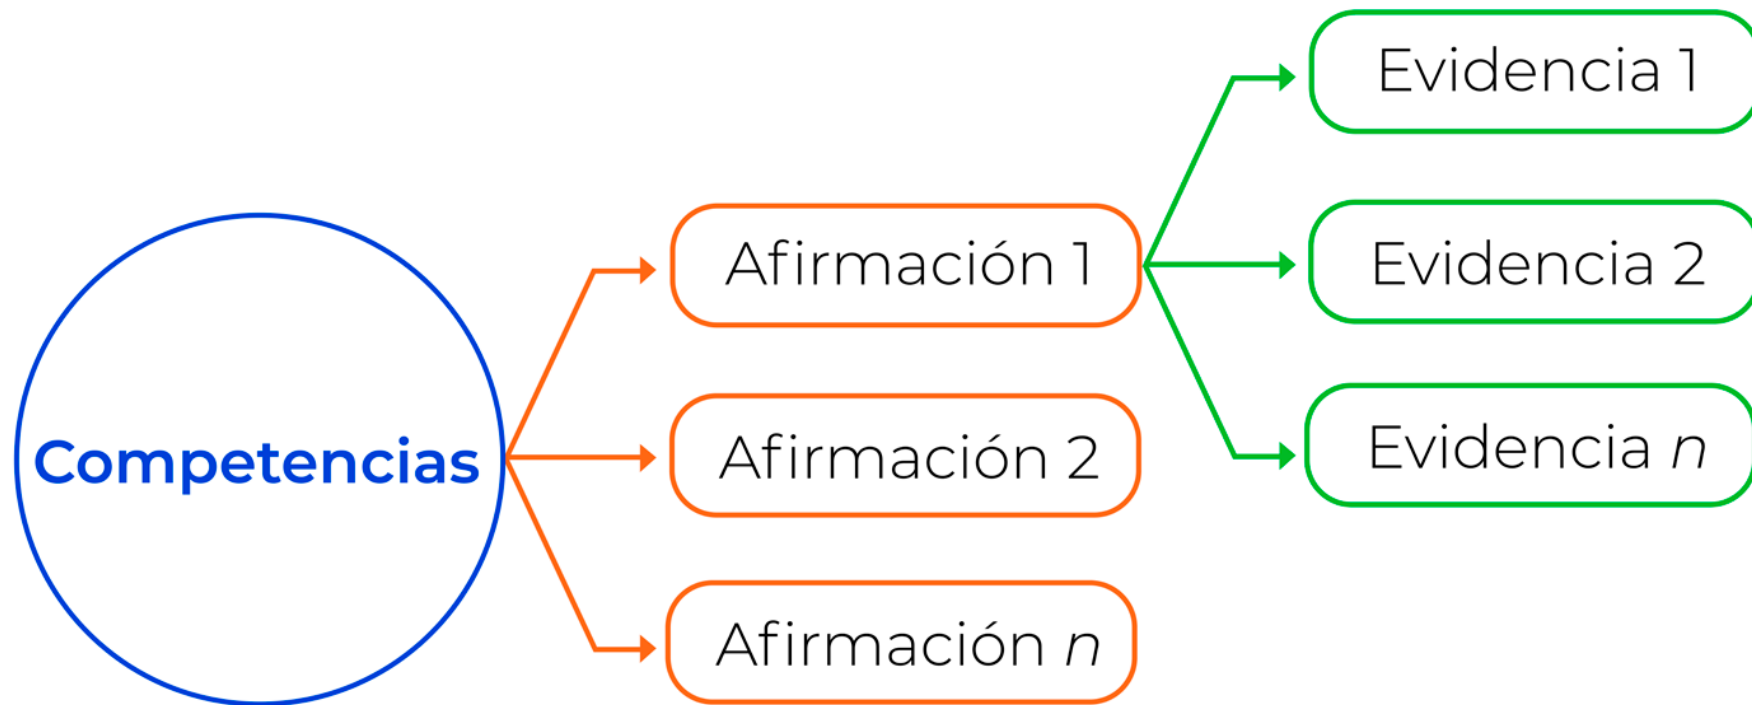 Competencias
Afirmación 1
Afirmación 2
Afirmación n
Evidencia 1
Evidencia 2
Evidencia n